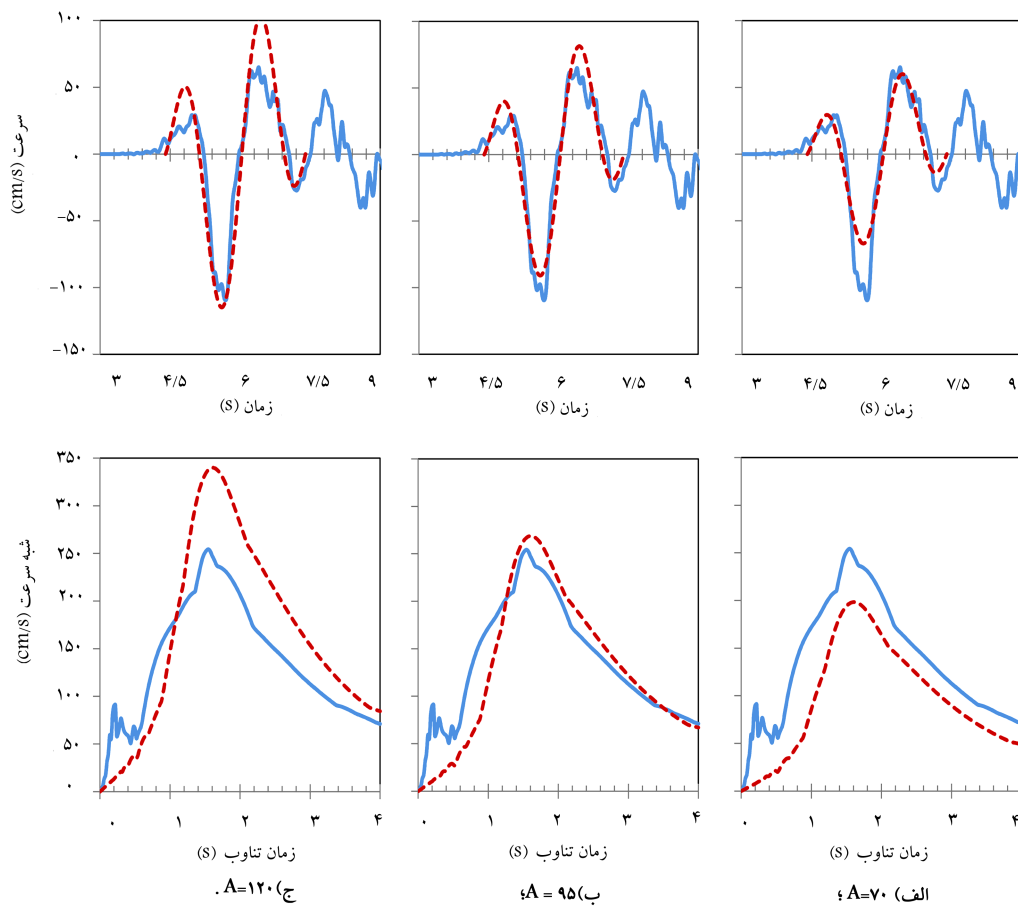 سرعت (cm/s)
۱۰۰
۵۰
۰
-۵۰
-۱۰۰
-۱۵۰
۳ ۴/۵ ۶ ۷/۵ ۹
زمان (s)
۳ ۴/۵ ۶ ۷/۵ ۹
زمان (s)
۳ ۴/۵ ۶ ۷/۵ ۹
زمان (s)
شبه سرعت (cm/s)
۳۵۰
۳۰۰
۲۵۰
۲۰۰
۱۵۰
۱۰۰
۵۰
۰
۰ ۱ ۲ ۳ ۴
زمان تناوب (s)
۰ ۱ ۲ ۳ ۴
زمان تناوب (s)
۰ ۱ ۲ ۳ ۴
زمان تناوب (s)
الف) A=۷۰ ؛
ب) A = ۹۵؛
ج) A=۱۲۰ .